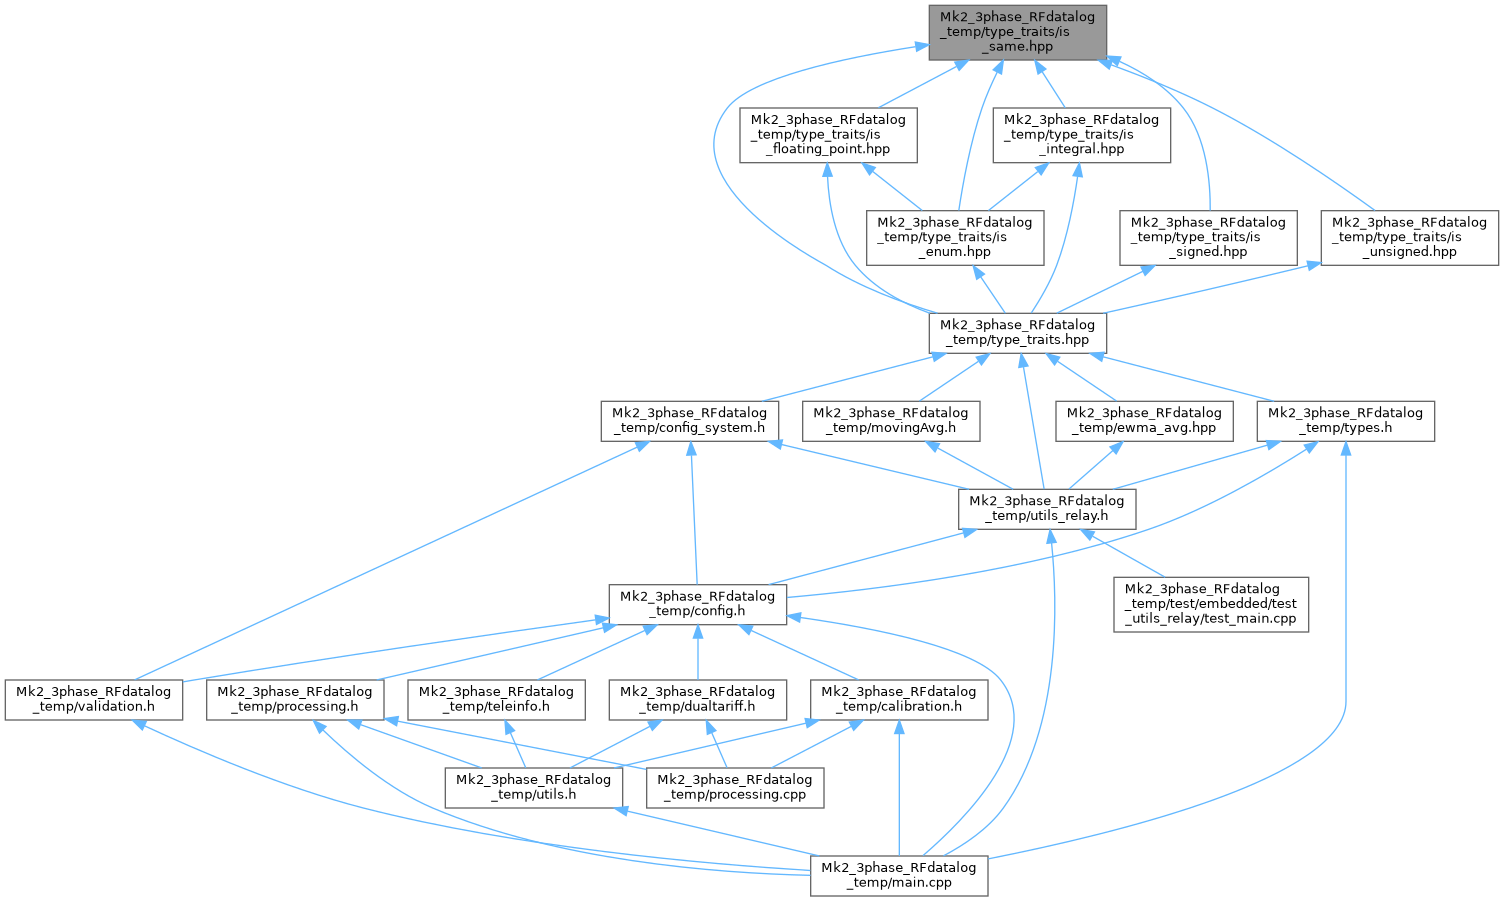 Mk2_3phase_RFdatalog
_temp/type_traits/is
_same.hpp
Mk2_3phase_RFdatalog
_temp/type_traits/is
_floating_point.hpp
Mk2_3phase_RFdatalog
_temp/type_traits/is
_integral.hpp
Mk2_3phase_RFdatalog
_temp/type_traits/is
_enum.hpp
Mk2_3phase_RFdatalog
_temp/type_traits/is
_signed.hpp
Mk2_3phase_RFdatalog
_temp/type_traits/is
_unsigned.hpp
Mk2_3phase_RFdatalog
_temp/type_traits.hpp
Mk2_3phase_RFdatalog
_temp/config_system.h
Mk2_3phase_RFdatalog
_temp/movingAvg.h
Mk2_3phase_RFdatalog
_temp/ewma_avg.hpp
Mk2_3phase_RFdatalog
_temp/types.h
Mk2_3phase_RFdatalog
_temp/utils_relay.h
Mk2_3phase_RFdatalog
_temp/config.h
Mk2_3phase_RFdatalog
_temp/test/embedded/test
_utils_relay/test_main.cpp
Mk2_3phase_RFdatalog
_temp/validation.h
Mk2_3phase_RFdatalog
_temp/processing.h
Mk2_3phase_RFdatalog
_temp/teleinfo.h
Mk2_3phase_RFdatalog
_temp/dualtariff.h
Mk2_3phase_RFdatalog
_temp/calibration.h
Mk2_3phase_RFdatalog
_temp/utils.h
Mk2_3phase_RFdatalog
_temp/processing.cpp
Mk2_3phase_RFdatalog
_temp/main.cpp